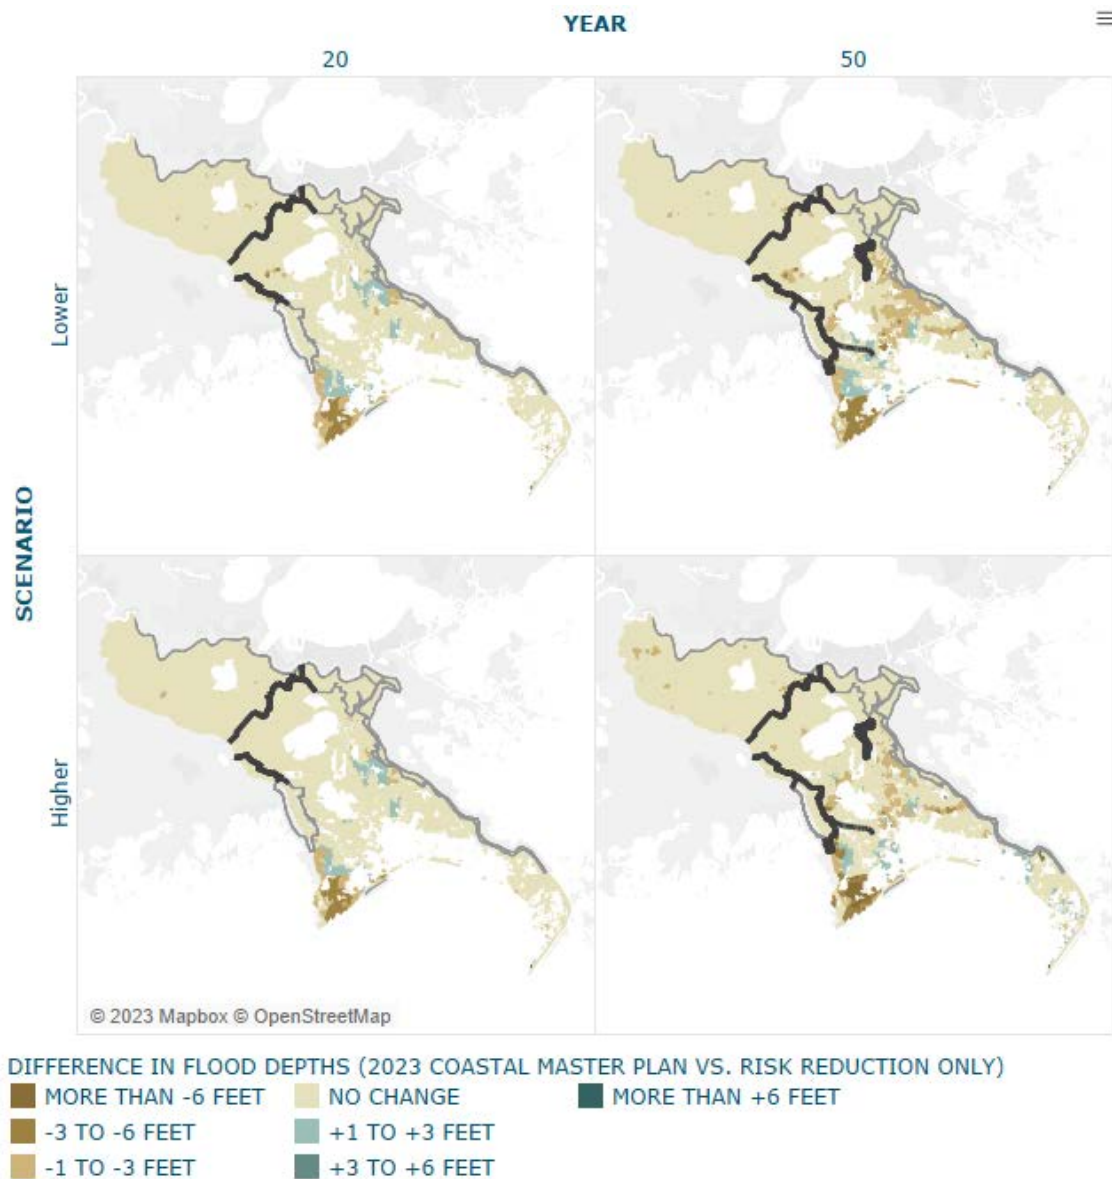 YEAR
20 50
SCENARIO
Lower
Higher
© 2023 Mapbox © OpenStreetMap
DIFFERENCE IN FLOOD DEPTHS (2023 COASTAL MASTER PLAN VS. RISK REDUCTION ONLY)
MORE THAN -6 FEET NO CHANGE MORE THAN +6 FEET
-3 TO -6 FEET +1 TO +3 FEET
-1 TO -3 FEET +3 TO +6 FEET